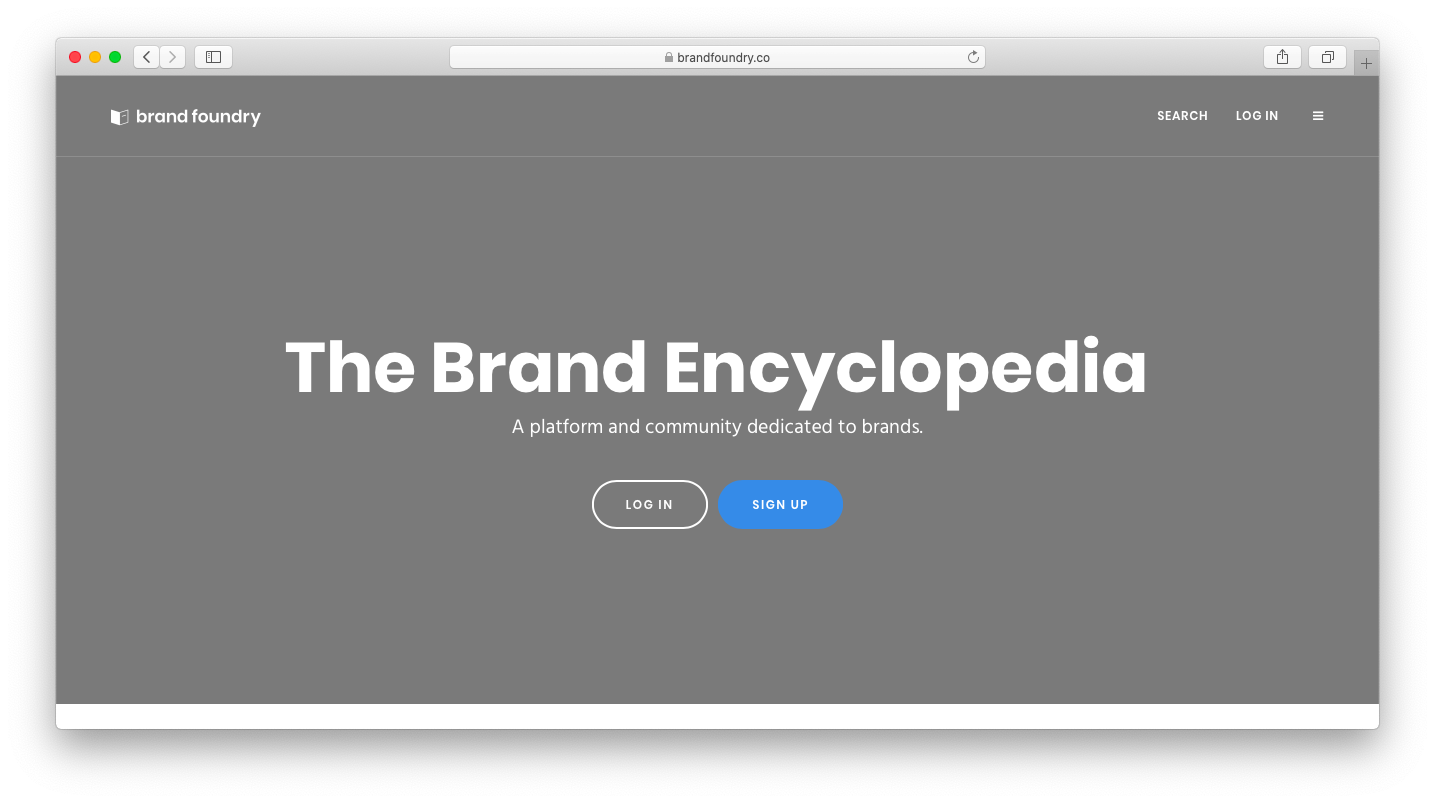 brandfoundry.co
brand foundry
SEARCH LOG IN
The Brand Encyclopedia
A platform and community dedicated to brands.
LOG IN SIGN UP